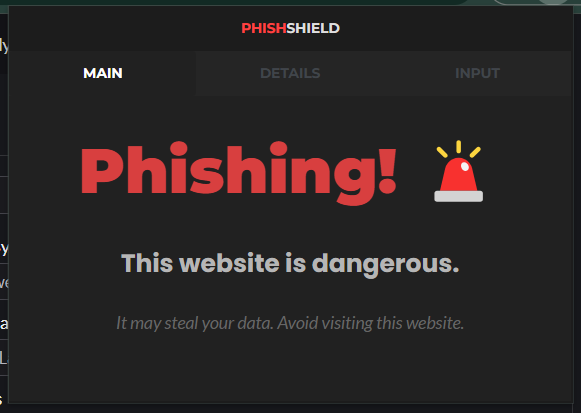 PHISHSHIELD
MAIN DETAILS INPUT
Phishing!
This website is dangerous.
It may steal your data. Avoid visiting this website.